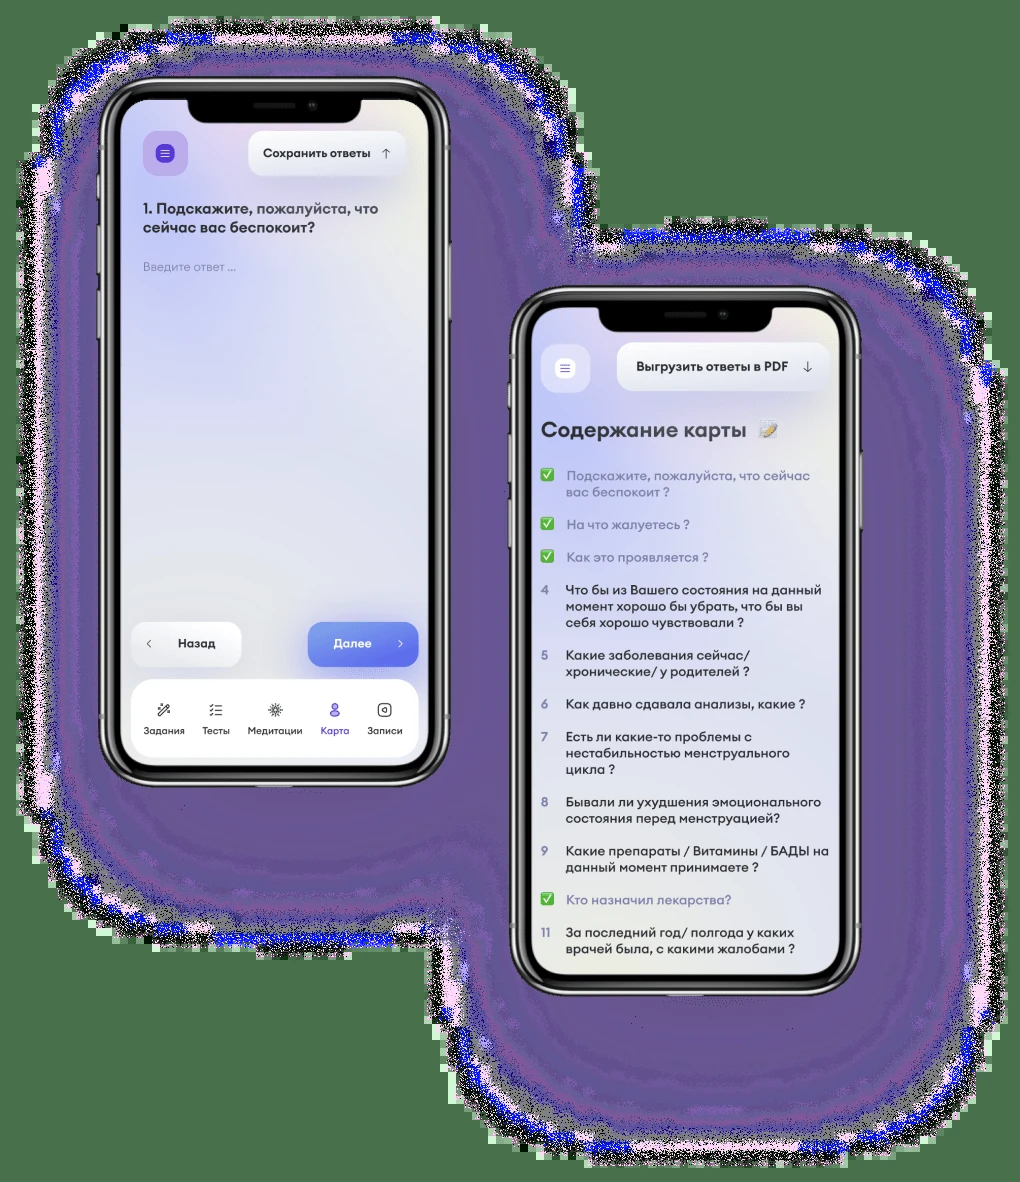 Сохранить ответы
1. Подскажите, пожалуйста, что
сейчас вас беспокоит?
Введите ответ ...
Назад
Далее
Задания
Тесты
Медитации
Карта
Записи
Выгрузить ответы в PDF
Содержание карты
Подскажите, пожалуйста, что сейчас
вас беспокоит ?
На что жалуетесь ?
Как это проявляется ?
4 Что бы из Вашего состояния на данный
момент хорошо бы убрать, что бы вы
себя хорошо чувствовали ?
5 Какие заболевания сейчас/
хронические/ у родителей ?
6 Как давно сдавала анализы, какие ?
7 Есть ли какие-то проблемы с
нестабильностью менструального
цикла ?
8 Бывали ли ухудшения эмоционального
состояния перед менструацией?
9 Какие препараты / Витамины / БАДЫ на
данный момент принимаете ?
Кто назначил лекарства?
11 За последний год/ полгода у каких
врачей была, с какими жалобами ?